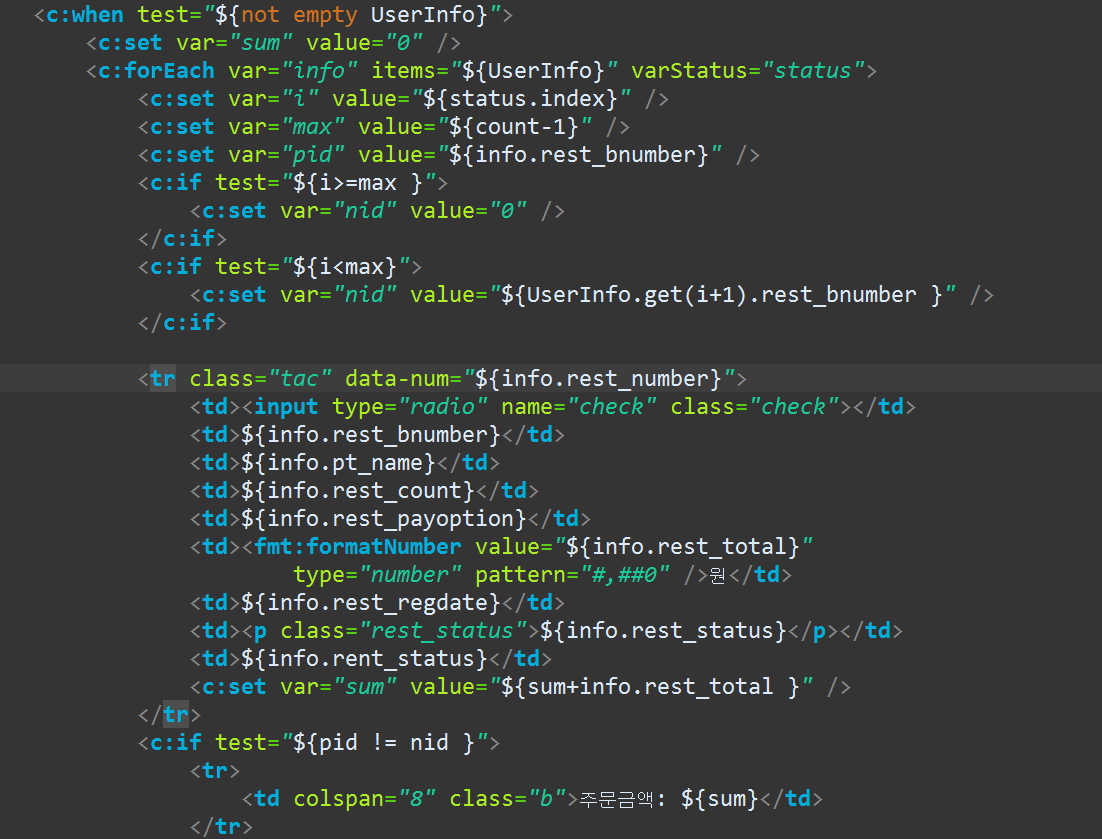 <c:when test="${not empty UserInfo}">
<c:set var="sum" value="0" />
<c:forEach var="info" items="${UserInfo}" varStatus="status">
<c:set var="i" value="${status.index}" />
<c:set var="max" value="${count-1}" />
<c:set var="pid" value="${info.rest_bnumber}" />
<c:if test="${i>=max }">
<c:set var="nid" value="0" />
</c:if>
<c:if test="${i<max}">
<c:set var="nid" value="${UserInfo.get(i+1).rest_bnumber }" />
</c:if>
<tr class="tac" data-num="${info.rest_number}">
<td><input type="radio" name="check" class="check"></td>
<td>${info.rest_bnumber}</td>
<td>${info.pt_name}</td>
<td>${info.rest_count}</td>
<td>${info.rest_payoption}</td>
<td><fmt:formatNumber value="${info.rest_total}"
type="number" pattern="#,##0" />원</td>
<td>${info.rest_regdate}</td>
<td><p class="rest_status">${info.rest_status}</p></td>
<td>${info.rent_status}</td>
<c:set var="sum" value="${sum+info.rest_total }" />
</tr>
<c:if test="${pid != nid }">
<tr>
<td colspan="8" class="b">주문금액: ${sum}</td>
</tr>